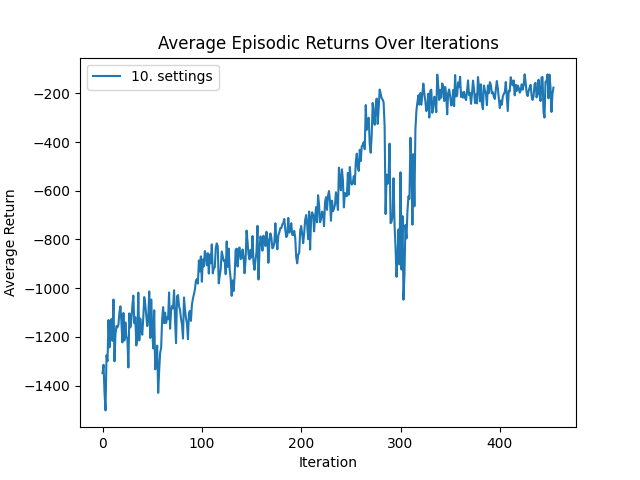 Average Episodic Returns Over Iterations
10. settings
−200
−400
−600
−800
−1000
−1200
−1400
Average Return
0 100 200 300 400
Iteration